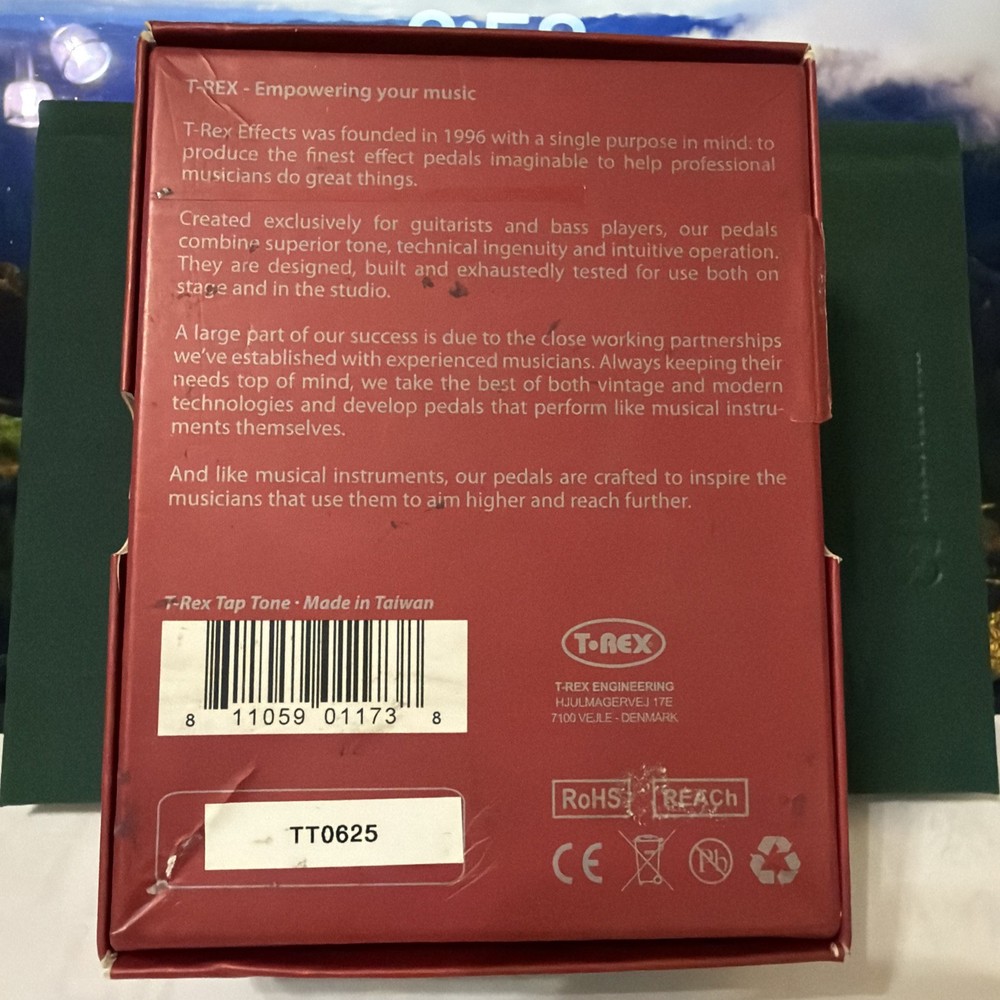 T-REX - Empowering your music
T-Rex Effects was founded in 1996 with a single purpose in mind: to
produce the finest effect pedals imaginable to help professional
musicians do great things.
Created exclusively for guitarists and bass players, our pedals
combine superior tone, technical ingenuity and intuitive operation.
They are designed, built and exhaustedly tested for use both on
stage and in the studio.
A large part of our success is due to the close working partnerships
we've established with experienced musicians. Always keeping their
needs top of mind, we take the best of both vintage and modern
technologies and develop pedals that perform like musical instru-
ments themselves.
And like musical instruments, our pedals are crafted to inspire the
musicians that use them to aim higher and reach further.
T-Rex Tap Tone · Made in Taiwan
8 11059 01173 8
T-REX
T-REX ENGINEERING
HJULMAGERVEJ 17E
7100 VEJLE - DENMARK
TT0625
RoHS REACh
CE
Pb